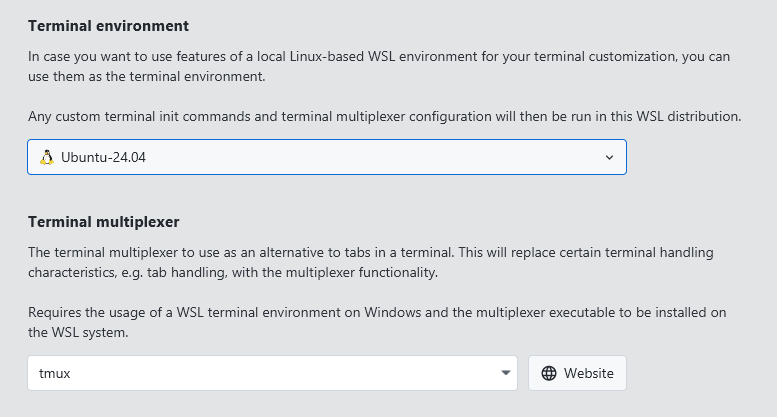 Terminal environment
In case you want to use features of a local Linux-based WSL environment for your terminal customization, you can
use them as the terminal environment.
Any custom terminal init commands and terminal multiplexer configuration will then be run in this WSL distribution.
Ubuntu-24.04
Terminal multiplexer
The terminal multiplexer to use as an alternative to tabs in a terminal. This will replace certain terminal handling
characteristics, e.g. tab handling, with the multiplexer functionality.
Requires the usage of a WSL terminal environment on Windows and the multiplexer executable to be installed on
the WSL system.
tmux
Website